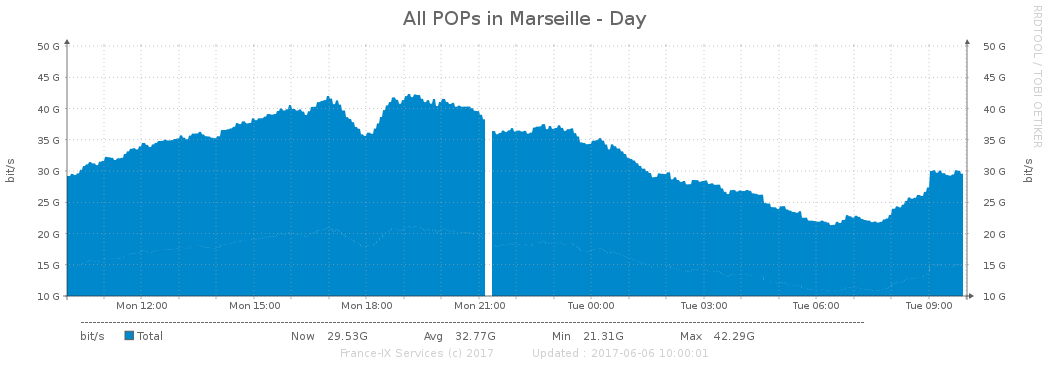 All POPs in Marseille - Day
RRDTOOL / TOBI OETIKER
50 G 50 G
45 G 45 G
40 G 40 G
35 G 35 G
30 G 30 G
25 G 25 G
20 G 20 G
15 G 15 G
10 G 10 G
bit/s bit/s
Mon 12:00 Mon 15:00 Mon 18:00 Mon 21:00 Tue 00:00 Tue 03:00 Tue 06:00 Tue 09:00
bit/s Total Now 29.53G Avg 32.77G Min 21.31G Max 42.29G
France-IX Services (c) 2017 Updated : 2017-06-06 10:00:01